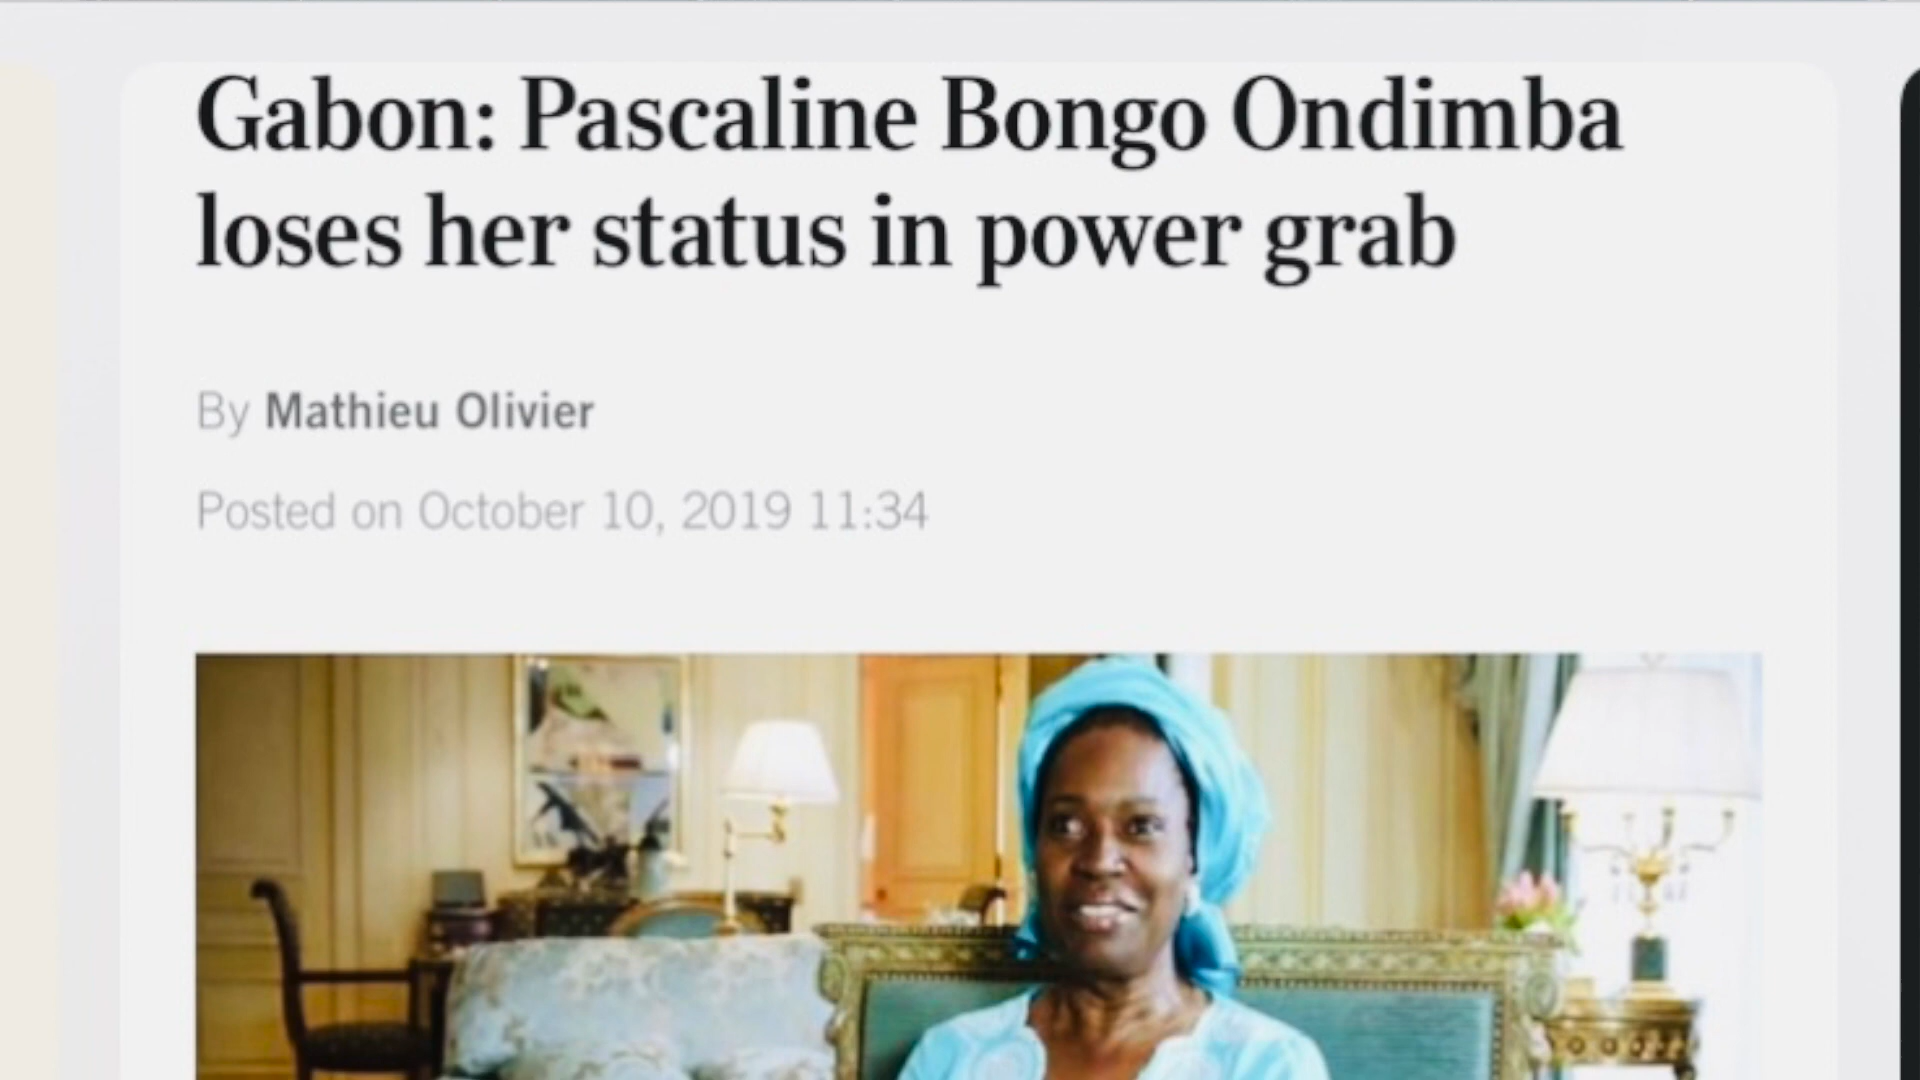 Gabon: Pascaline Bongo Ondimba
loses her status in power grab
By Mathieu Olivier
Posted on October 10, 2019 11:34